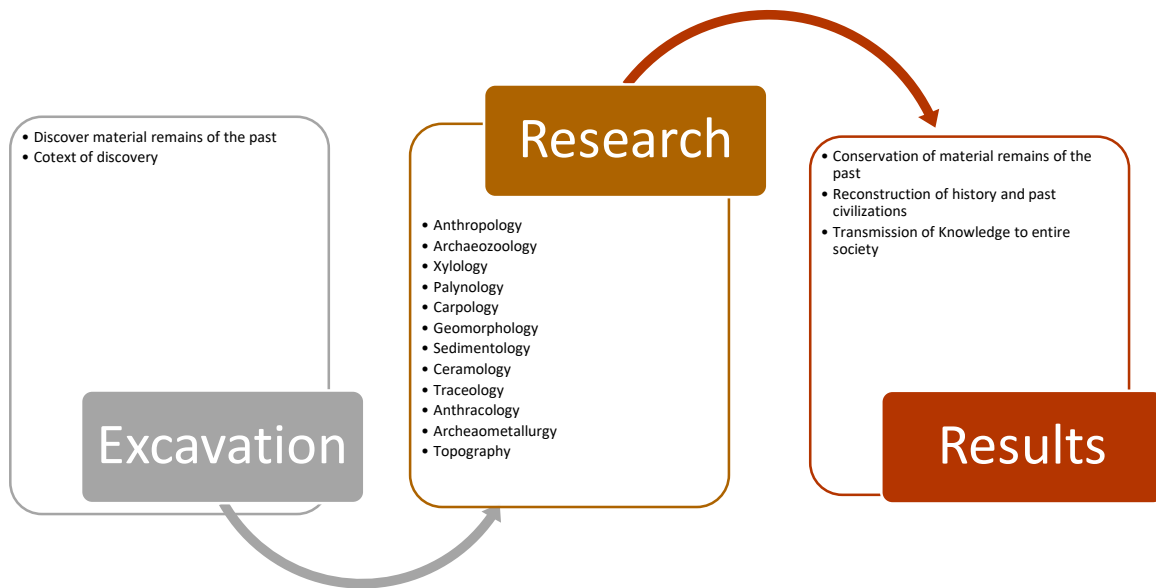 • Discover material remains of the past
• Cotext of discovery
Excavation
Research
• Anthropology
• Archaeozoology
• Xylology
• Palynology
• Carpology
• Geomorphology
• Sedimentology
• Ceramology
• Traceology
• Anthracology
• Archeaometallurgy
• Topography
• Conservation of material remains of the
past
• Reconstruction of history and past
civilizations
• Transmission of Knowledge to entire
society
Results